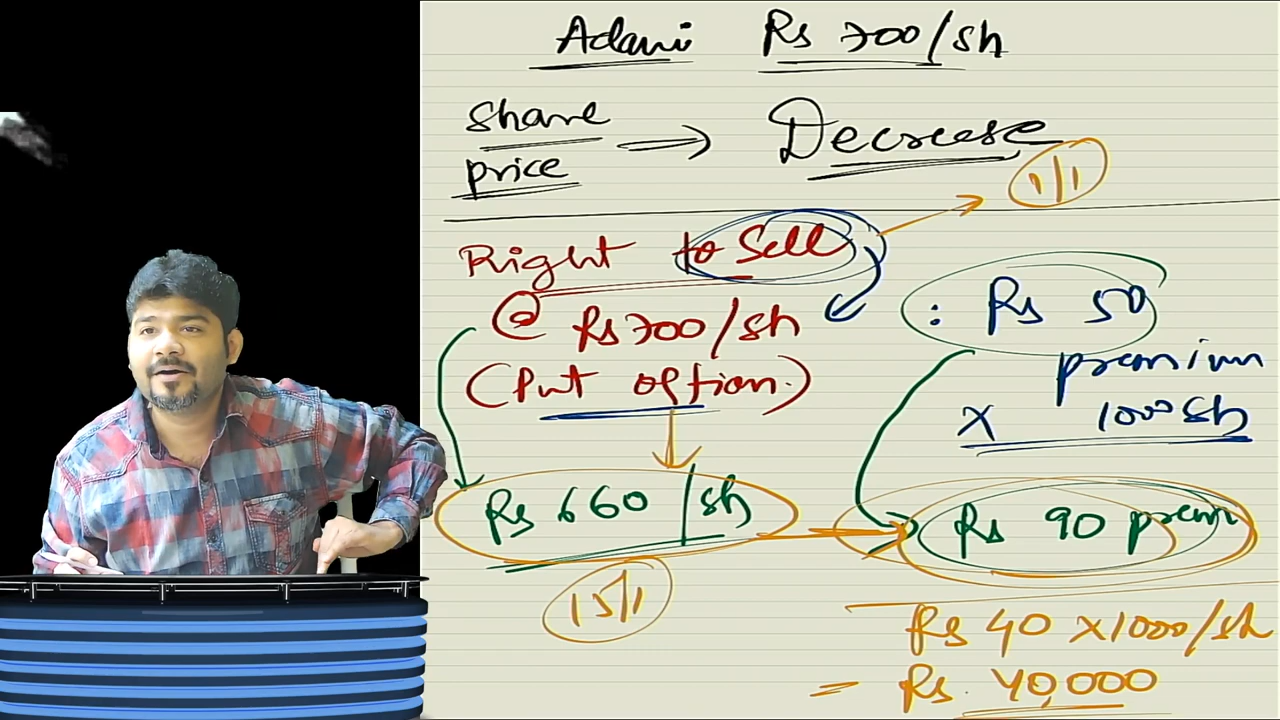 Adani Rs 700/sh
Share
price ⇒ Decrease
1/1
Right to Sell
@ Rs 700/sh
(Put option.)
: Rs 50
premium
x 1000 sh
Rs 660/sh
15/1
Rs 90 prem
Rs 40 x 1000/sh
= Rs. 40,000